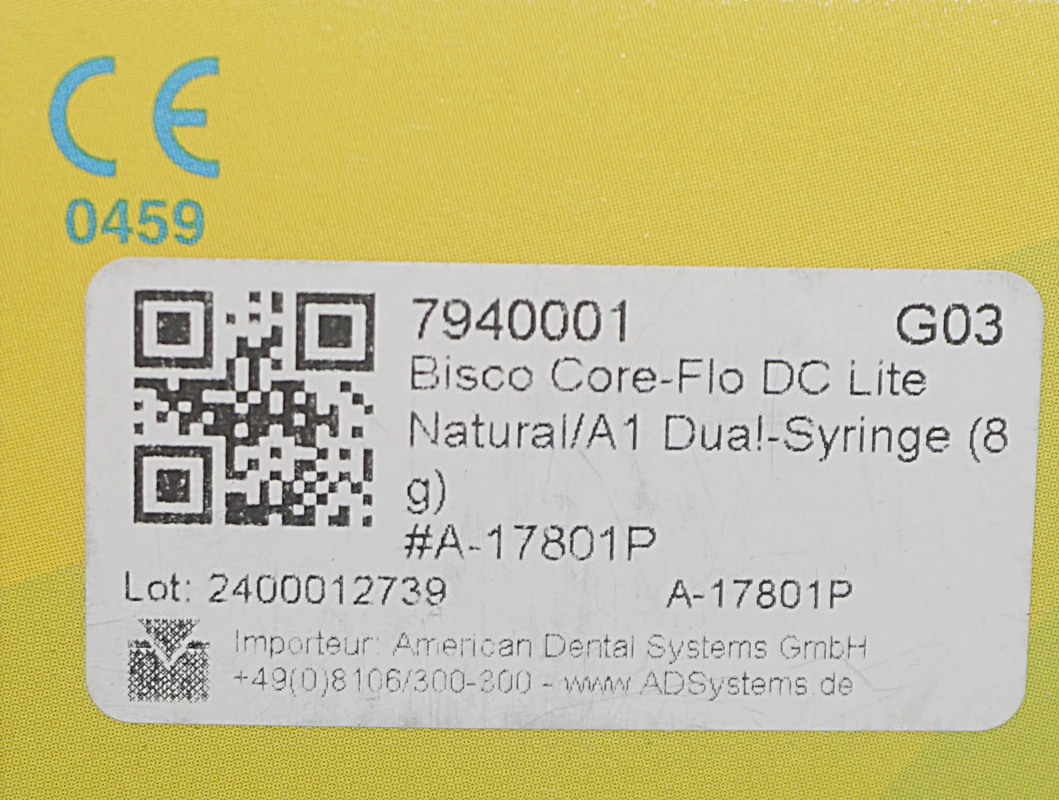 CE
0459
7940001 G03
Bisco Core-Flo DC Lite
Natural/A1 Dual-Syringe (8
g)
#A-17801P
Lot: 2400012739 A-17801P
Importeur: American Dental Systems GmbH
+49(0)8106/300-300 - www.ADSystems.de